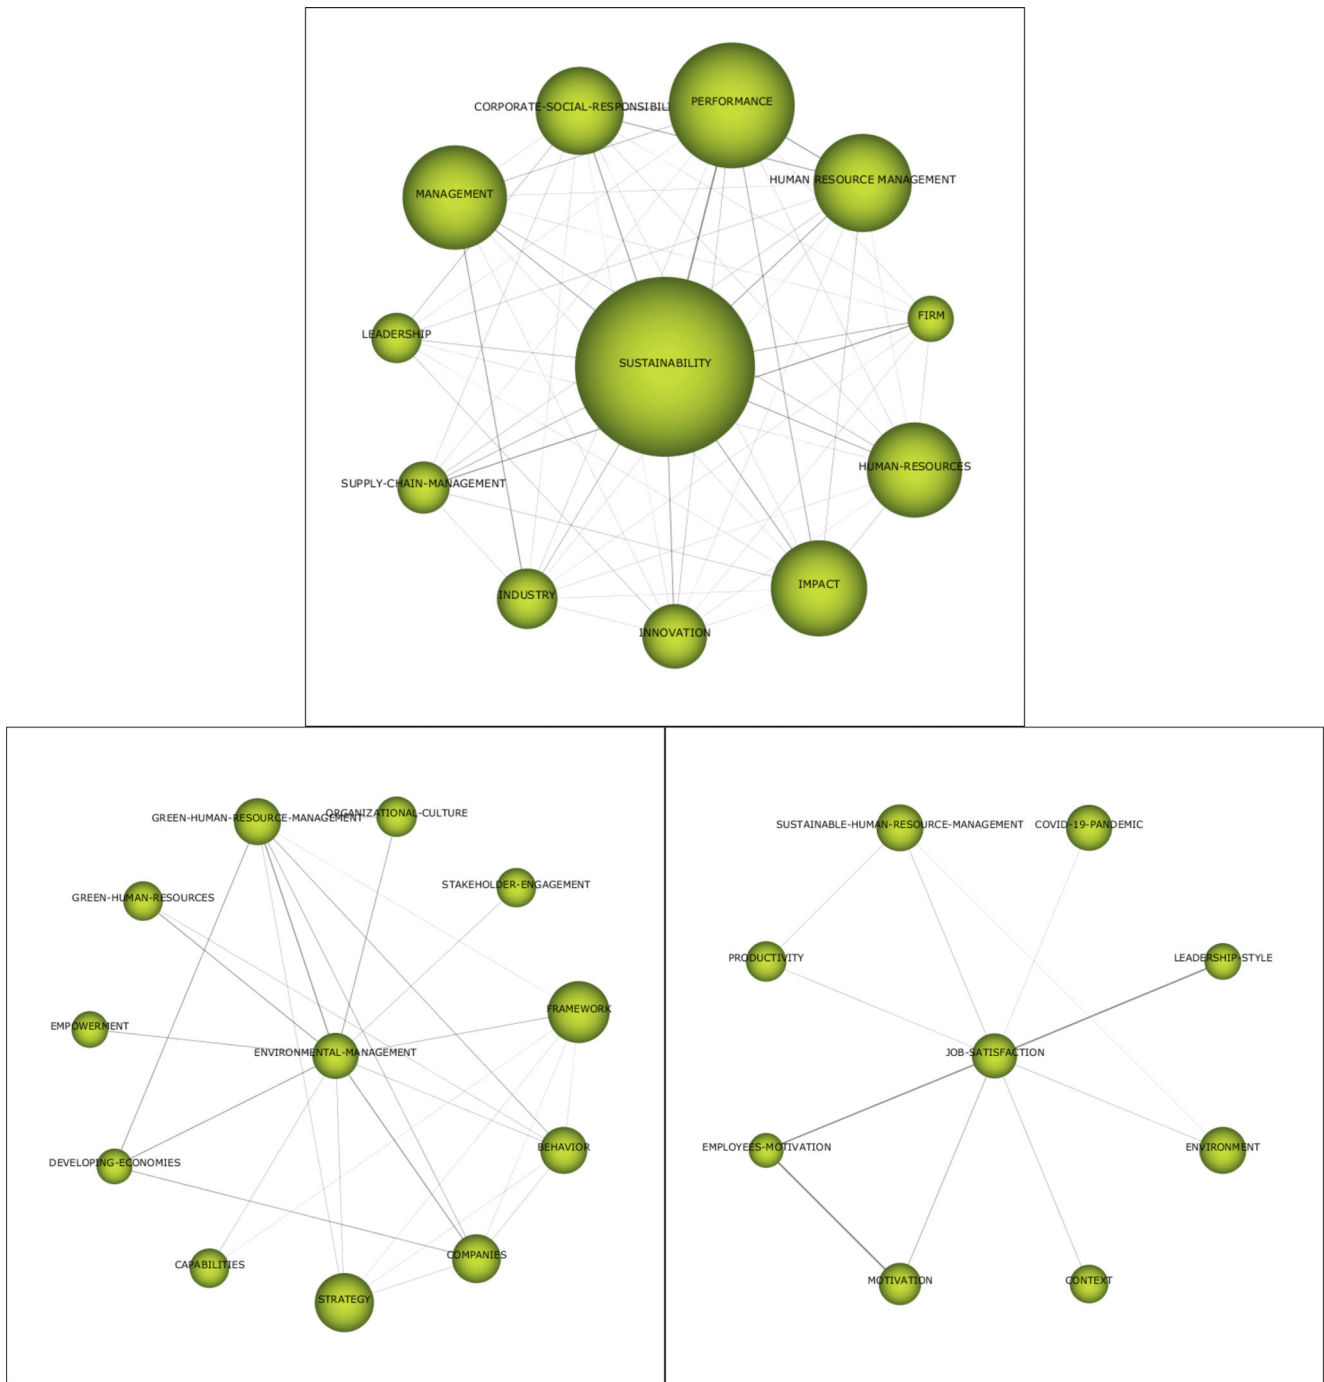 PERFORMANCE
CORPORATE-SOCIAL-RESPONSIBILI
HUMAN RESOURCE MANAGEMENT
MANAGEMENT
FIRM
LEADERSHIP
SUSTAINABILITY
HUMAN-RESOURCES
SUPPLY-CHAIN-MANAGEMENT
IMPACT
INDUSTRY
INNOVATION
ORGANIZATIONAL-CULTURE
GREEN-HUMAN-RESOURCE-MANAGEMENT
STAKEHOLDER-ENGAGEMENT
GREEN-HUMAN-RESOURCES
FRAMEWORK
EMPOWERMENT
ENVIRONMENTAL-MANAGEMENT
BEHAVIOR
DEVELOPING-ECONOMIES
COMPANIES
CAPABILITIES
STRATEGY
SUSTAINABLE-HUMAN-RESOURCE-MANAGEMENT
COVID-19-PANDEMIC
PRODUCTIVITY
LEADERSHIP-STYLE
JOB-SATISFACTION
EMPLOYEES-MOTIVATION
ENVIRONMENT
MOTIVATION
CONTEXT